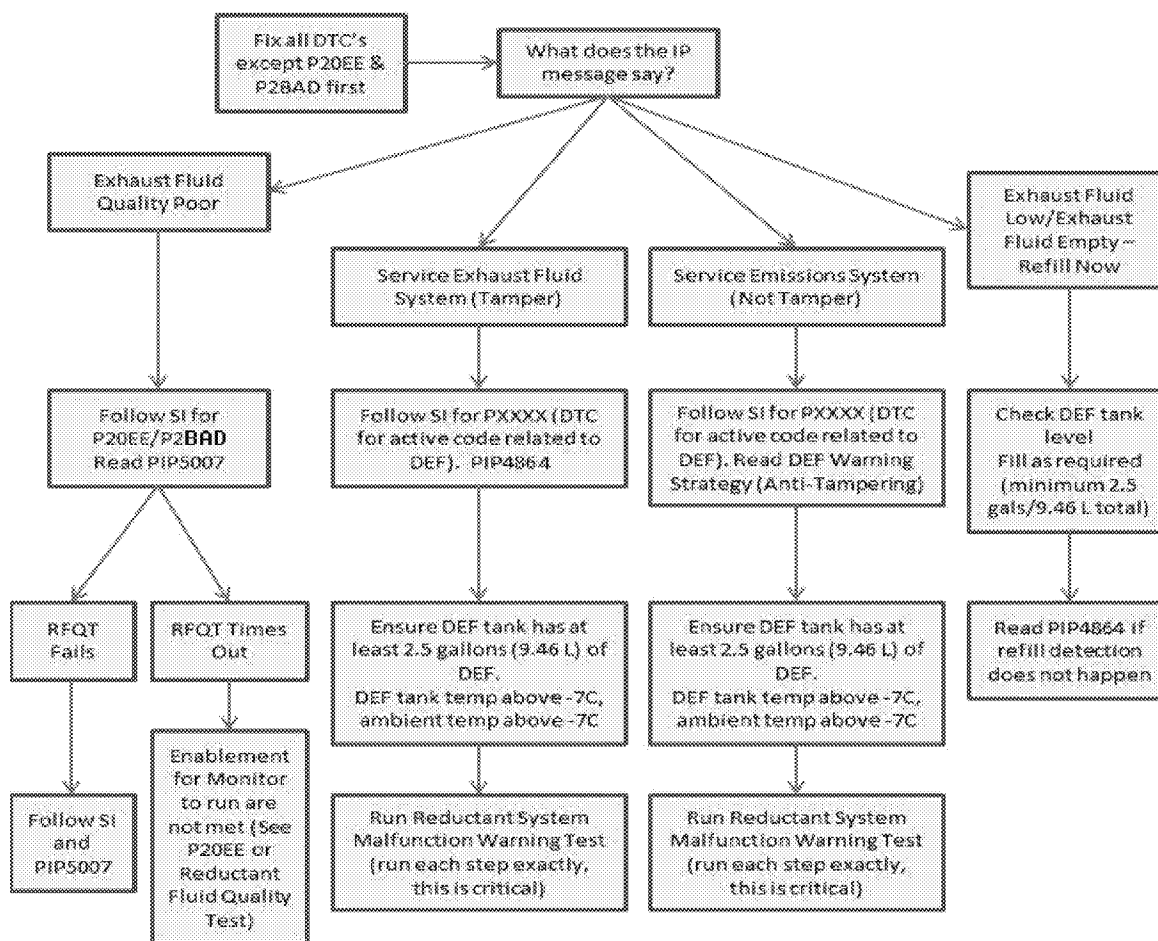 Fix all DTC's
except P20EE &
P2BAD first
What does the IP
message say?
Exhaust Fluid
Quality Poor
Service Exhaust Fluid
System (Tamper)
Service Emissions System
(Not Tamper)
Exhaust Fluid
Low/Exhaust
Fluid Empty –
Refill Now
Follow SI for
P20EE/P2BAD
Read PIP5007
Follow SI for PXXXX (DTC
for active code related to
DEF). PIP4864
Follow SI for PXXXX (DTC
for active code related to
DEF). Read DEF Warning
Strategy (Anti-Tampering)
Check DEF tank
level
Fill as required
(minimum 2.5
gals/9.46 L total)
RFQT
Fails
RFQT Times
Out
Ensure DEF tank has at
least 2.5 gallons (9.46 L) of
DEF.
DEF tank temp above -7C,
ambient temp above -7C
Ensure DEF tank has at
least 2.5 gallons (9.46 L) of
DEF.
DEF tank temp above -7C,
ambient temp above -7C
Read PIP4864 if
refill detection
does not happen
Follow SI
and
PIP5007
Enablement
for Monitor
to run are
not met (See
P20EE or
Reductant
Fluid Quality
Test)
Run Reductant System
Malfunction Warning Test
(run each step exactly,
this is critical)
Run Reductant System
Malfunction Warning Test
(run each step exactly,
this is critical)